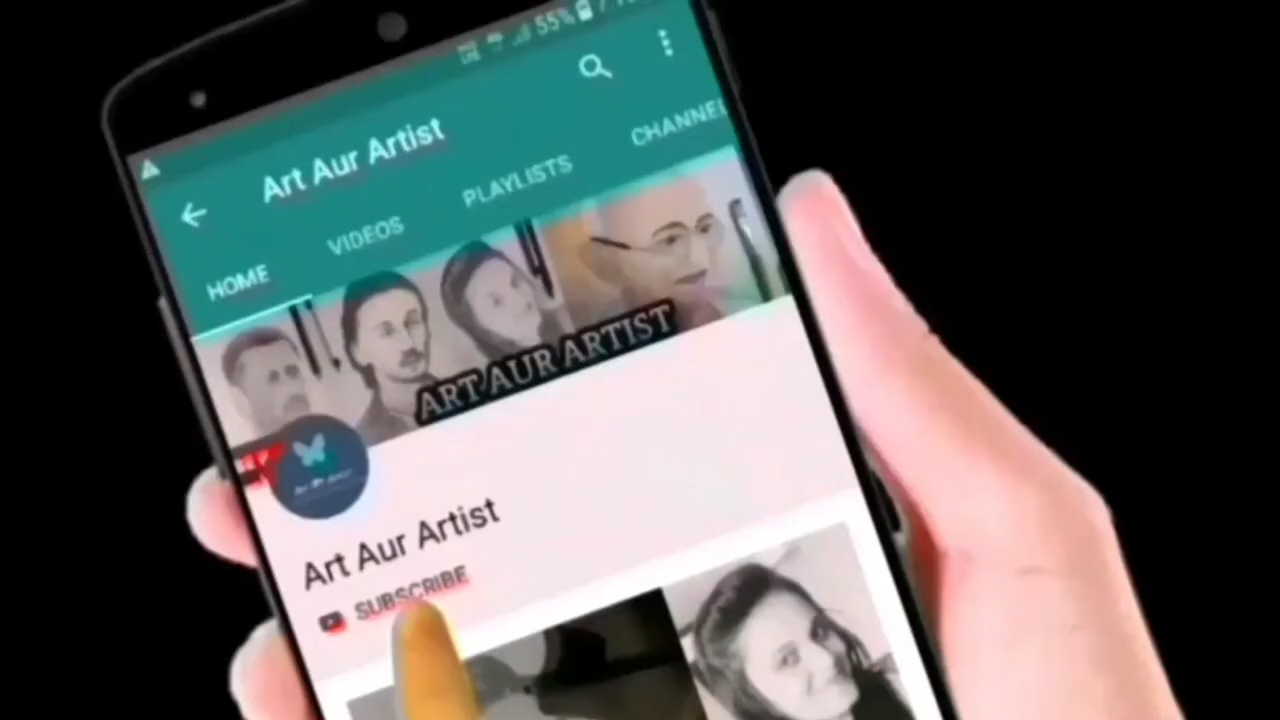 55%
Art Aur Artist
HOME VIDEOS PLAYLISTS CHANNEL
ART AUR ARTIST
Art Aur Artist
SUBSCRIBE